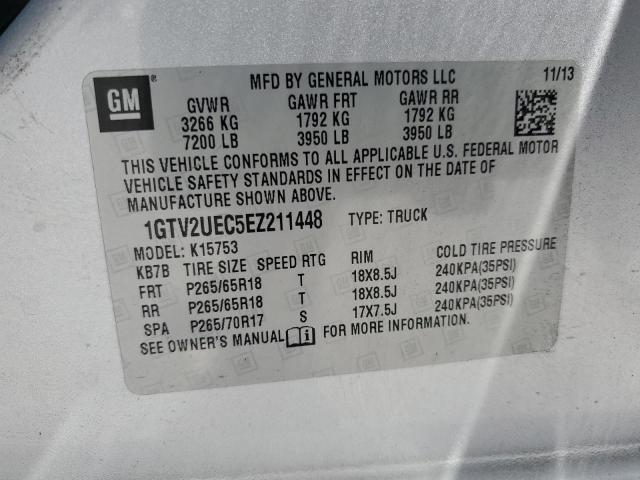 GM ®
MFD BY GENERAL MOTORS LLC 11/13
GVWR GAWR FRT GAWR RR
3266 KG 1792 KG 1792 KG
7200 LB 3950 LB 3950 LB
THIS VEHICLE CONFORMS TO ALL APPLICABLE U.S. FEDERAL MOTOR
VEHICLE SAFETY STANDARDS IN EFFECT ON THE DATE OF
MANUFACTURE SHOWN ABOVE.
1GTV2UEC5EZ211448 TYPE: TRUCK
MODEL: K15753
KB7B TIRE SIZE SPEED RTG RIM COLD TIRE PRESSURE
FRT P265/65R18 T 18X8.5J 240KPA(35PSI)
RR P265/65R18 T 18X8.5J 240KPA(35PSI)
SPA P265/70R17 S 17X7.5J 240KPA(35PSI)
SEE OWNER'S MANUAL i FOR MORE INFORMATION.